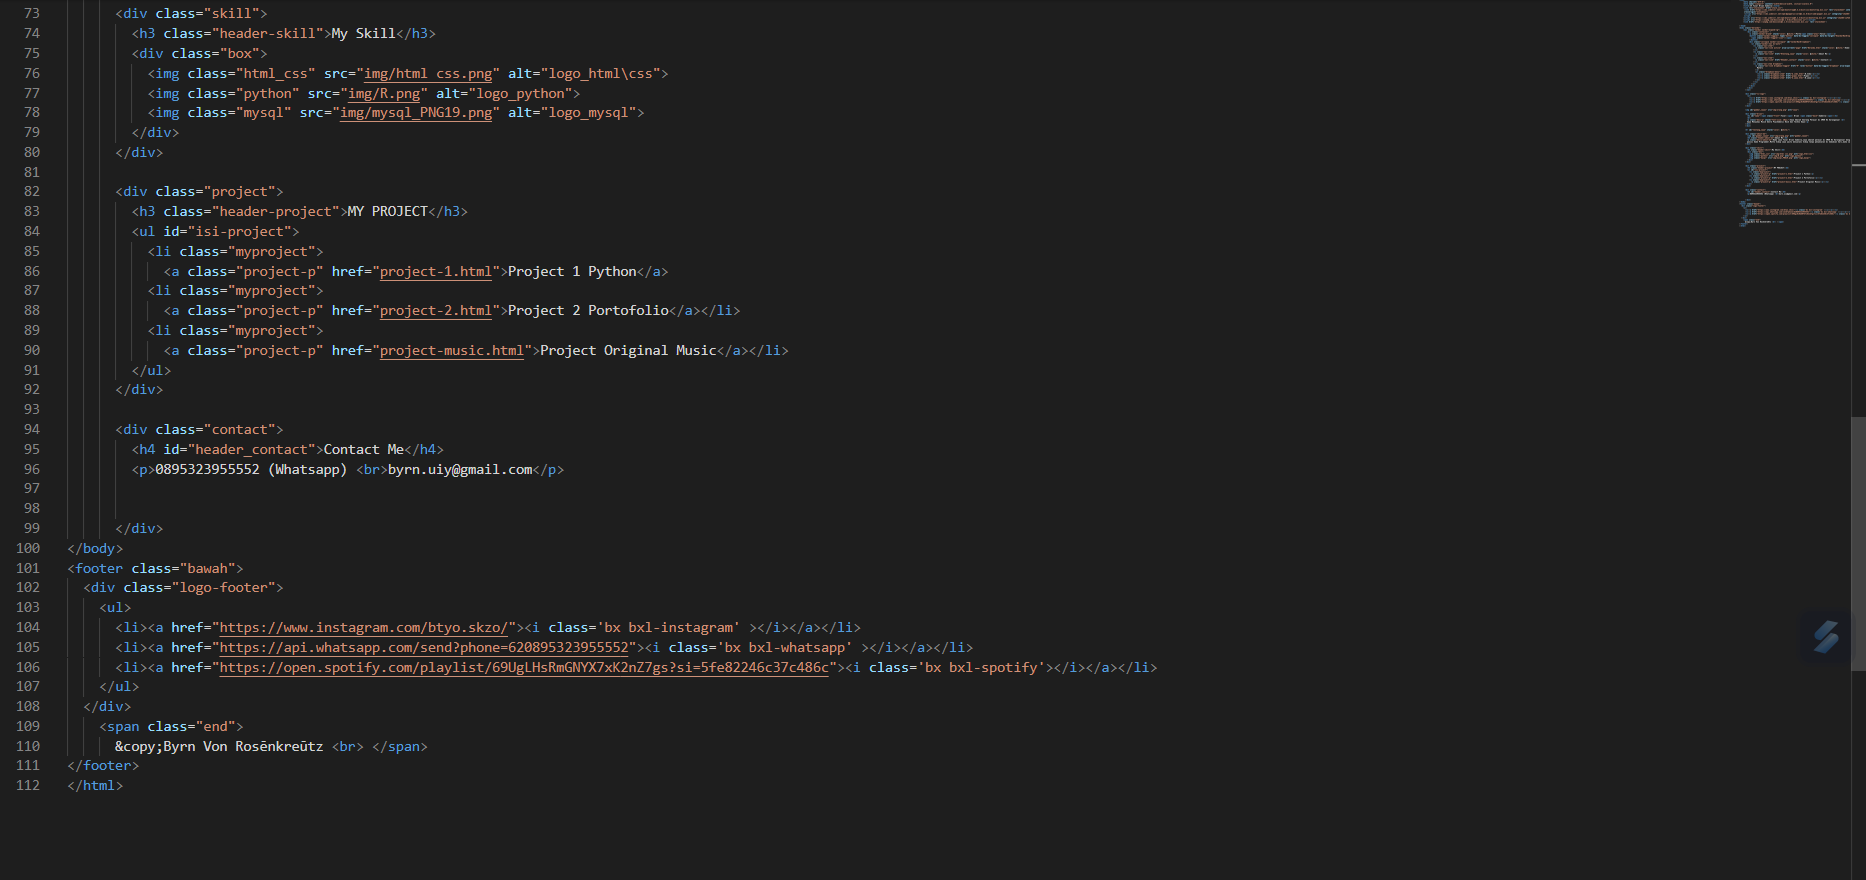 73 <div class="skill">
74 <h3 class="header-skill">My Skill</h3>
75 <div class="box">
76 <img class="html_css" src="img/html css.png" alt="logo_html\css">
77 <img class="python" src="img/R.png" alt="logo_python">
78 <img class="mysql" src="img/mysql_PNG19.png" alt="logo_mysql">
79 </div>
80 </div>
81
82 <div class="project">
83 <h3 class="header-project">MY PROJECT</h3>
84 <ul id="isi-project">
85 <li class="myproject">
86 <a class="project-p" href="project-1.html">Project 1 Python</a>
87 <li class="myproject">
88 <a class="project-p" href="project-2.html">Project 2 Portofolio</a></li>
89 <li class="myproject">
90 <a class="project-p" href="project-music.html">Project Original Music</a></li>
91 </ul>
92 </div>
93
94 <div class="contact">
95 <h4 id="header_contact">Contact Me</h4>
96 <p>0895323955552 (Whatsapp) <br>byrn.uiy@gmail.com</p>
97
98
99 </div>
100 </body>
101 <footer class="bawah">
102 <div class="logo-footer">
103 <ul>
104 <li><a href="https://www.instagram.com/btyo.skzo/"><i class='bx bxl-instagram' ></i></a></li>
105 <li><a href="https://api.whatsapp.com/send?phone=620895323955552"><i class='bx bxl-whatsapp' ></i></a></li>
106 <li><a href="https://open.spotify.com/playlist/69UgLHsRmGNYX7xK2nZ7gs?si=5fe82246c37c486c"><i class='bx bxl-spotify'></i></a></li>
107 </ul>
108 </div>
109 <span class="end">
110 &copy;Byrn Von Rosēnkreūtz <br> </span>
111 </footer>
112 </html>